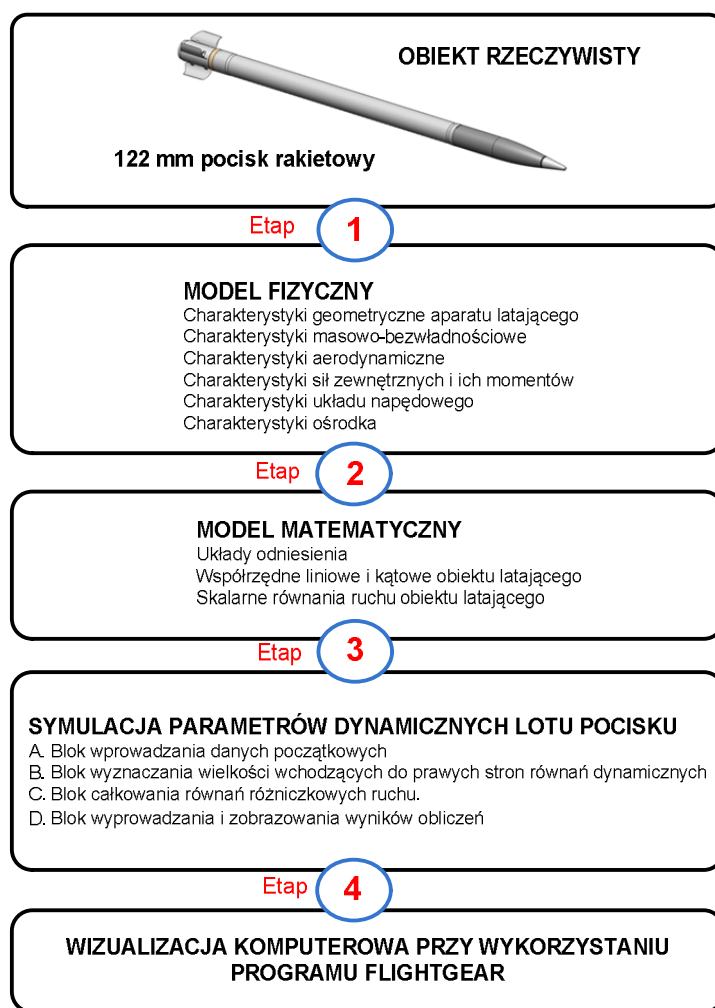 OBIEKT RZECZYWISTY
122 mm pocisk rakietowy
Etap 1
MODEL FIZYCZNY
Charakterystyki geometryczne aparatu latającego
Charakterystyki masowo-bezwładnościowe
Charakterystyki aerodynamiczne
Charakterystyki sił zewnętrznych i ich momentów
Charakterystyki układu napędowego
Charakterystyki ośrodka
Etap 2
MODEL MATEMATYCZNY
Układy odniesienia
Współrzędne liniowe i kątowe obiektu latającego
Skalarne równania ruchu obiektu latającego
Etap 3
SYMULACJA PARAMETRÓW DYNAMICZNYCH LOTU POCISKU
A. Blok wprowadzania danych początkowych
B. Blok wyznaczania wielkości wchodzących do prawych stron równań dynamicznych
C. Blok całkowania równań różniczkowych ruchu.
D. Blok wyprowadzania i zobrazowania wyników obliczeń
Etap 4
WIZUALIZACJA KOMPUTEROWA PRZY WYKORZYSTANIU
PROGRAMU FLIGHTGEAR